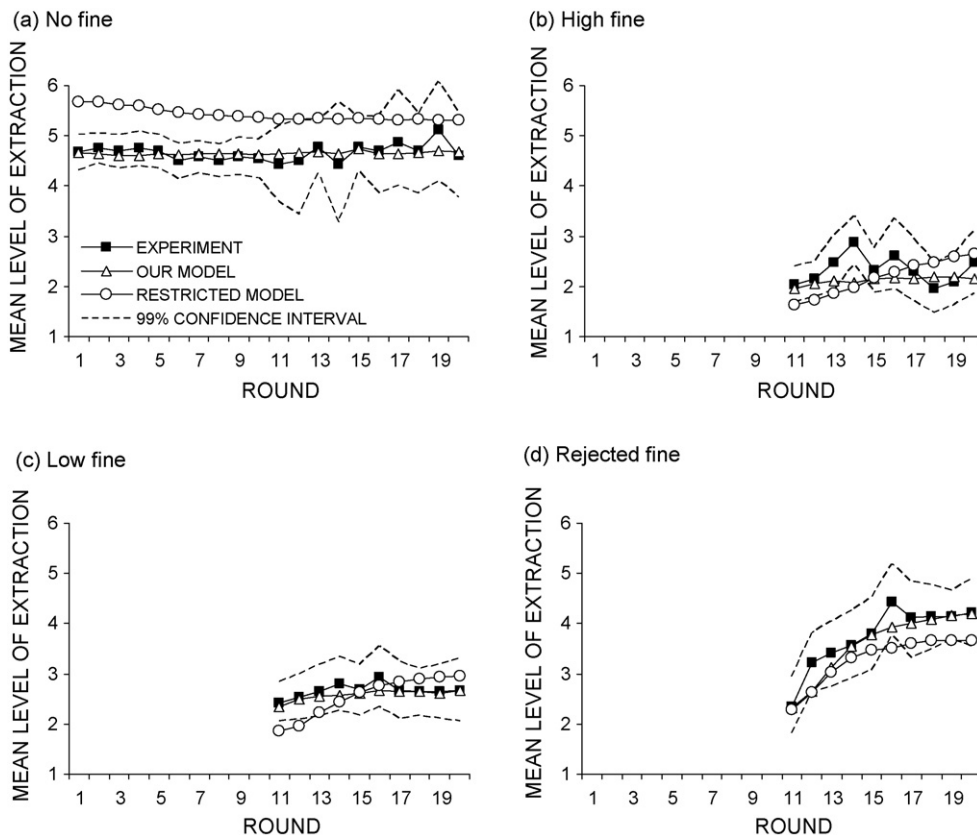 (a) No fine
MEAN LEVEL OF EXTRACTION
6
5
4
3
2
1
EXPERIMENT
OUR MODEL
RESTRICTED MODEL
99% CONFIDENCE INTERVAL
1 3 5 7 9 11 13 15 17 19
ROUND
(b) High fine
MEAN LEVEL OF EXTRACTION
6
5
4
3
2
1
1 3 5 7 9 11 13 15 17 19
ROUND
(c) Low fine
MEAN LEVEL OF EXTRACTION
6
5
4
3
2
1
1 3 5 7 9 11 13 15 17 19
ROUND
(d) Rejected fine
MEAN LEVEL OF EXTRACTION
6
5
4
3
2
1
1 3 5 7 9 11 13 15 17 19
ROUND